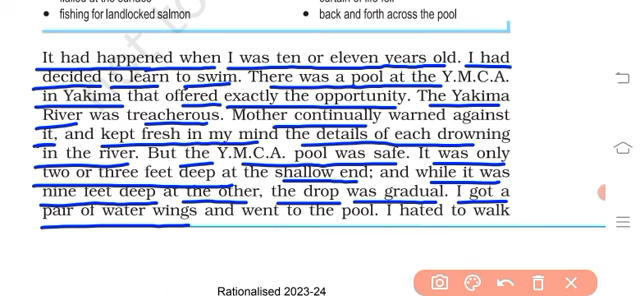 • fishing for landlocked salmon
• back and forth across the pool
It had happened when I was ten or eleven years old. I had
decided to learn to swim. There was a pool at the Y.M.C.A.
in Yakima that offered exactly the opportunity. The Yakima
River was treacherous. Mother continually warned against
it, and kept fresh in my mind the details of each drowning
in the river. But the Y.M.C.A. pool was safe. It was only
two or three feet deep at the shallow end; and while it was
nine feet deep at the other, the drop was gradual. I got a
pair of water wings and went to the pool. I hated to walk
Rationalised 2023-24